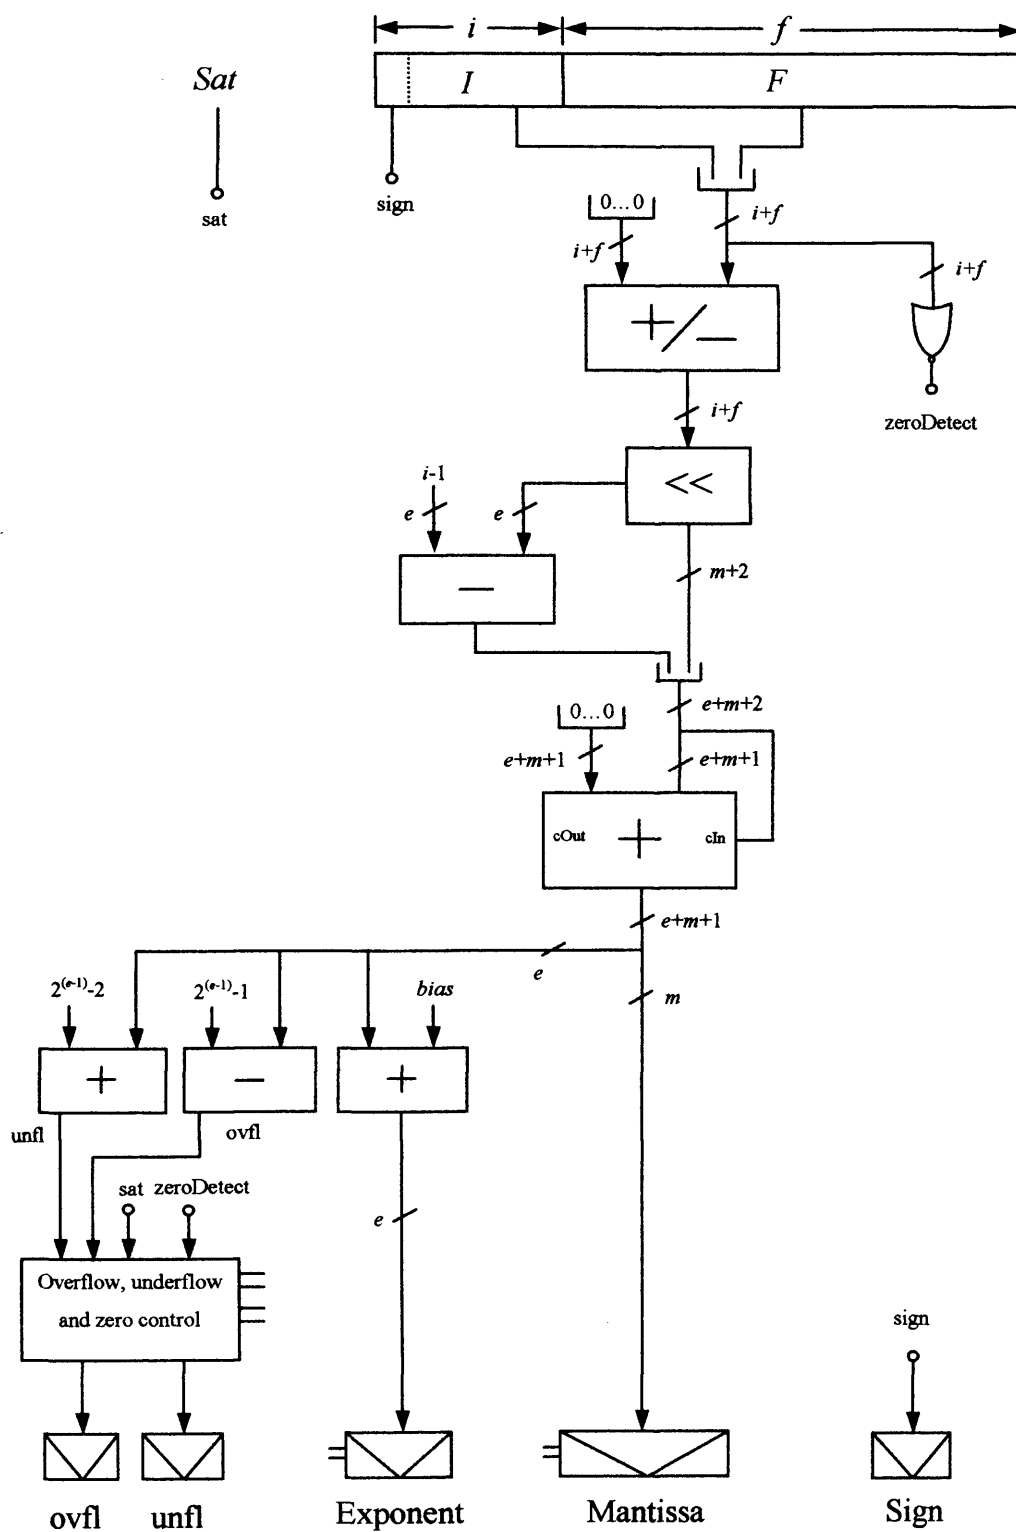 i f
Sat I F
sat sign
0...0
i+f i+f i+f
+/−
i+f zeroDetect
i-1 <<
e e
− m+2
0...0 e+m+2
e+m+1 e+m+1
cOut + cIn
e+m+1
e
2^(e-1)-2 2^(e-1)-1 bias m
+ − +
unfl ovfl
sat zeroDetect
e
Overflow, underflow
and zero control
sign
ovfl unfl Exponent Mantissa Sign